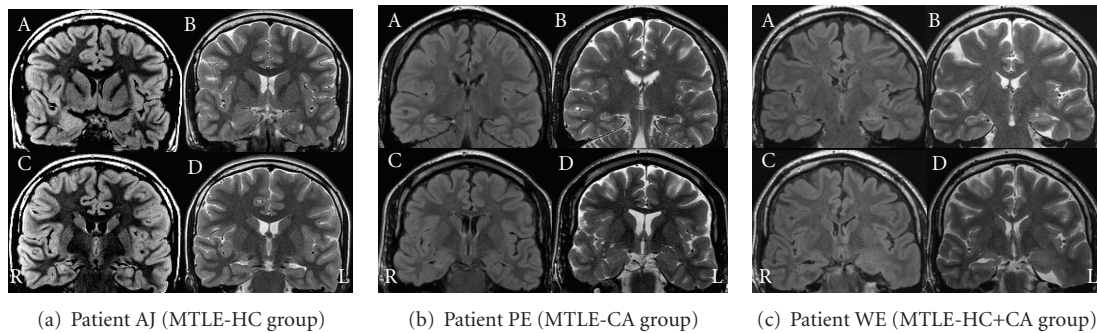 A B
C D
R L
(a) Patient AJ (MTLE-HC group)
A B
C D
R L
(b) Patient PE (MTLE-CA group)
A B
C D
R L
(c) Patient WE (MTLE-HC+CA group)